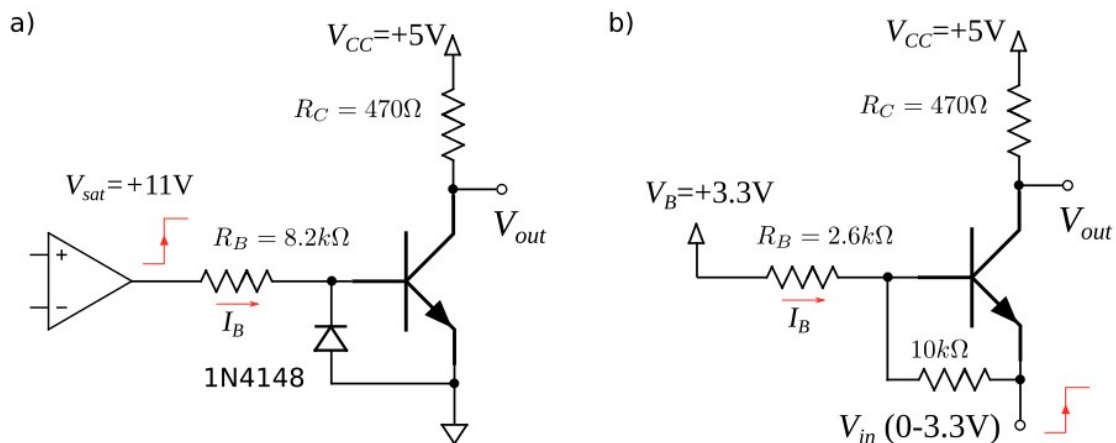 a)
V_CC=+5V
R_C = 470Ω
V_sat=+11V
R_B = 8.2kΩ
V_out
+
−
I_B
1N4148
b)
V_CC=+5V
R_C = 470Ω
V_B=+3.3V
R_B = 2.6kΩ
V_out
I_B
10kΩ
V_in (0-3.3V)